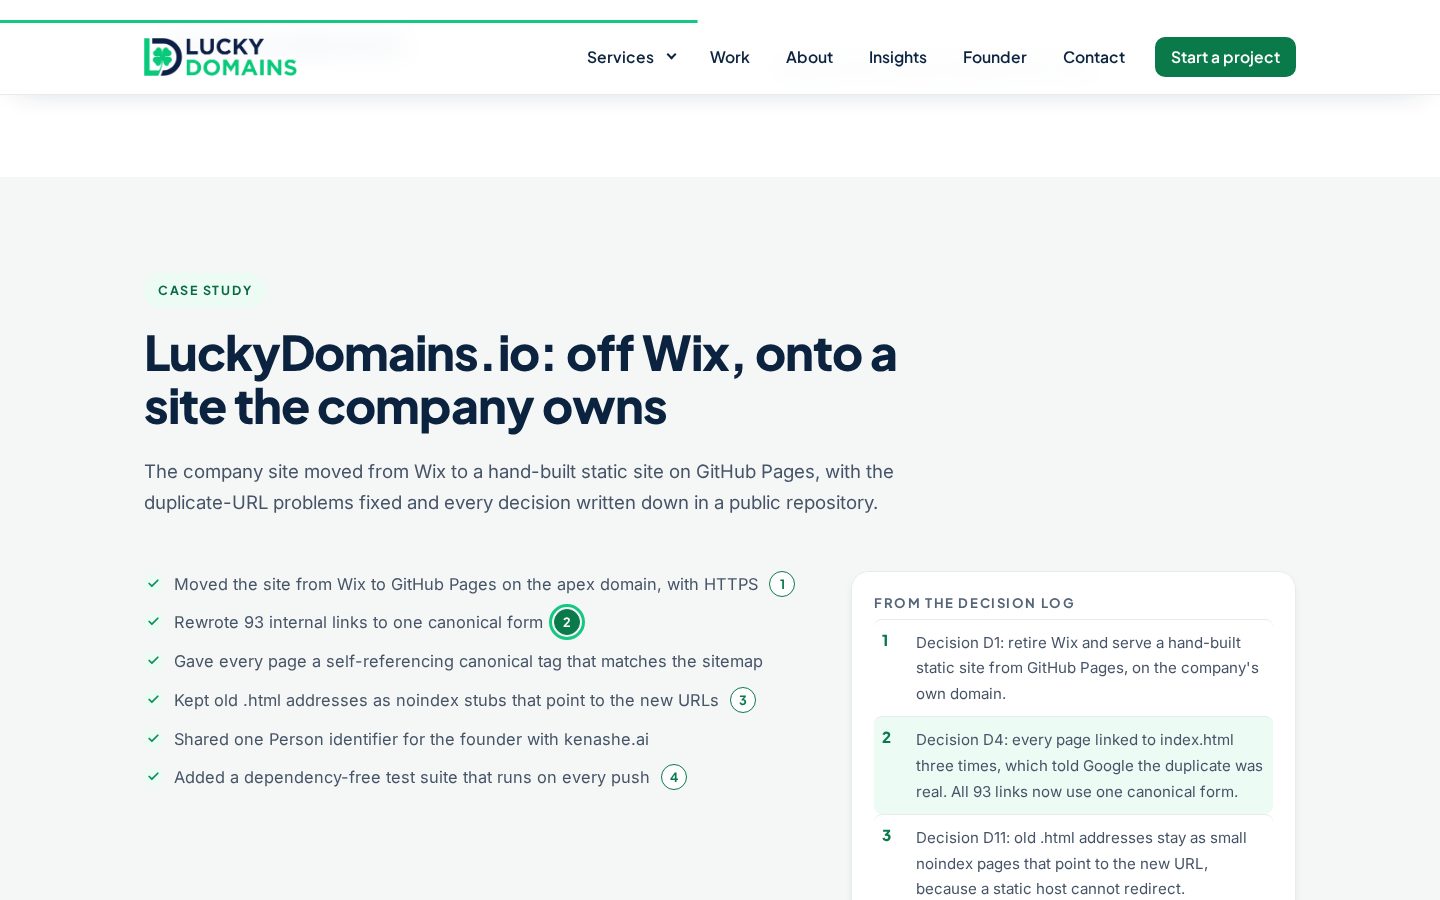 LUCKY
DOMAINS
Services
Work
About
Insights
Founder
Contact
Start a project
CASE STUDY
LuckyDomains.io: off Wix, onto a
site the company owns
The company site moved from Wix to a hand-built static site on GitHub Pages, with the
duplicate-URL problems fixed and every decision written down in a public repository.
Moved the site from Wix to GitHub Pages on the apex domain, with HTTPS 1
Rewrote 93 internal links to one canonical form 2
Gave every page a self-referencing canonical tag that matches the sitemap
Kept old .html addresses as noindex stubs that point to the new URLs 3
Shared one Person identifier for the founder with kenashe.ai
Added a dependency-free test suite that runs on every push 4
FROM THE DECISION LOG
1 Decision D1: retire Wix and serve a hand-built
static site from GitHub Pages, on the company's
own domain.
2 Decision D4: every page linked to index.html
three times, which told Google the duplicate was
real. All 93 links now use one canonical form.
3 Decision D11: old .html addresses stay as small
noindex pages that point to the new URL,
because a static host cannot redirect.